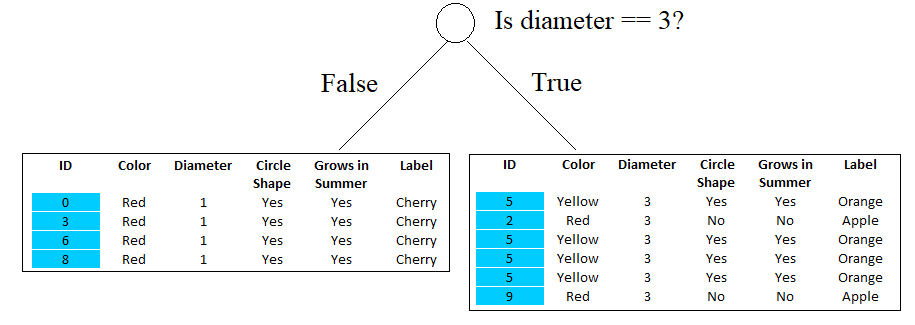 Is diameter == 3?
False
True
ID Color Diameter Circle Shape Grows in Summer Label
0 Red 1 Yes Yes Cherry
3 Red 1 Yes Yes Cherry
6 Red 1 Yes Yes Cherry
8 Red 1 Yes Yes Cherry
ID Color Diameter Circle Shape Grows in Summer Label
5 Yellow 3 Yes Yes Orange
2 Red 3 No No Apple
5 Yellow 3 Yes Yes Orange
5 Yellow 3 Yes Yes Orange
5 Yellow 3 Yes Yes Orange
9 Red 3 No No Apple